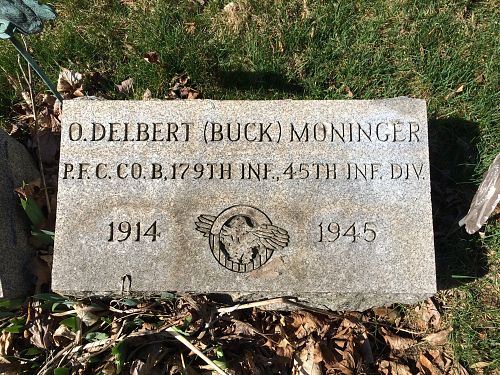 O. DELBERT (BUCK) MONINGER
P.F.C. CO. B, 179TH INF., 45TH INF. DIV.
1914 1945